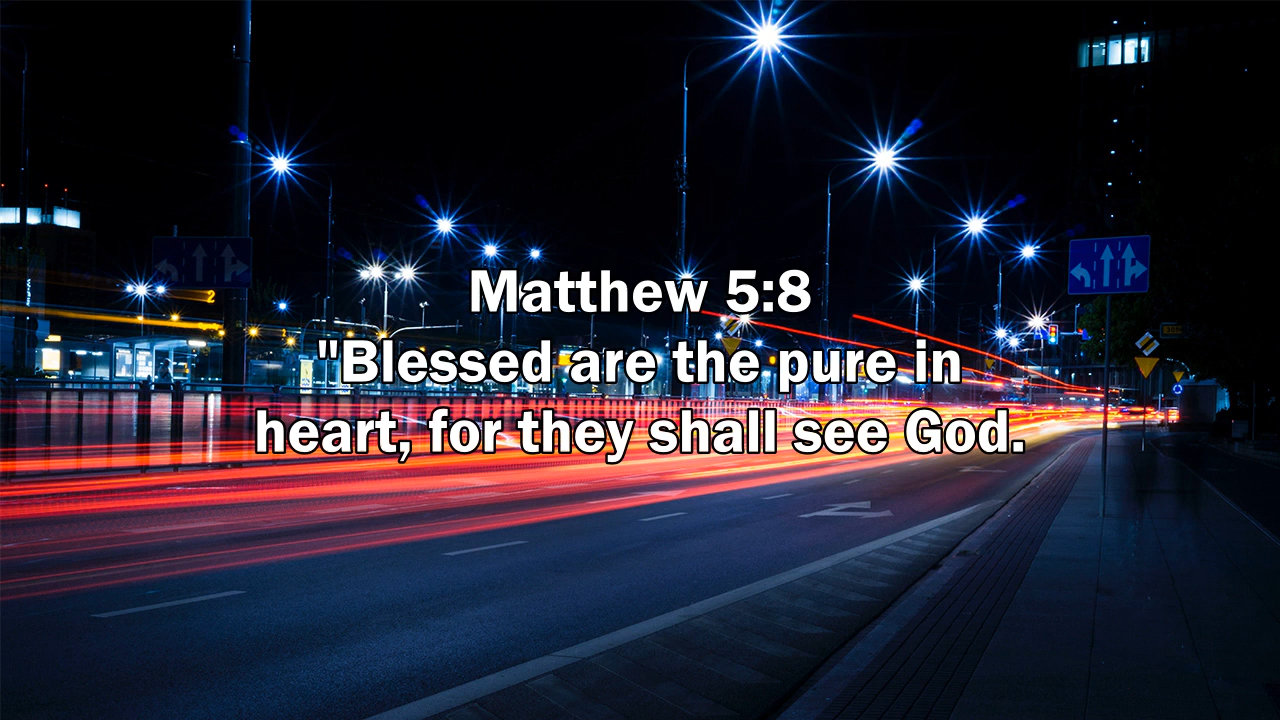 Matthew 5:8
"Blessed are the pure in
heart, for they shall see God.